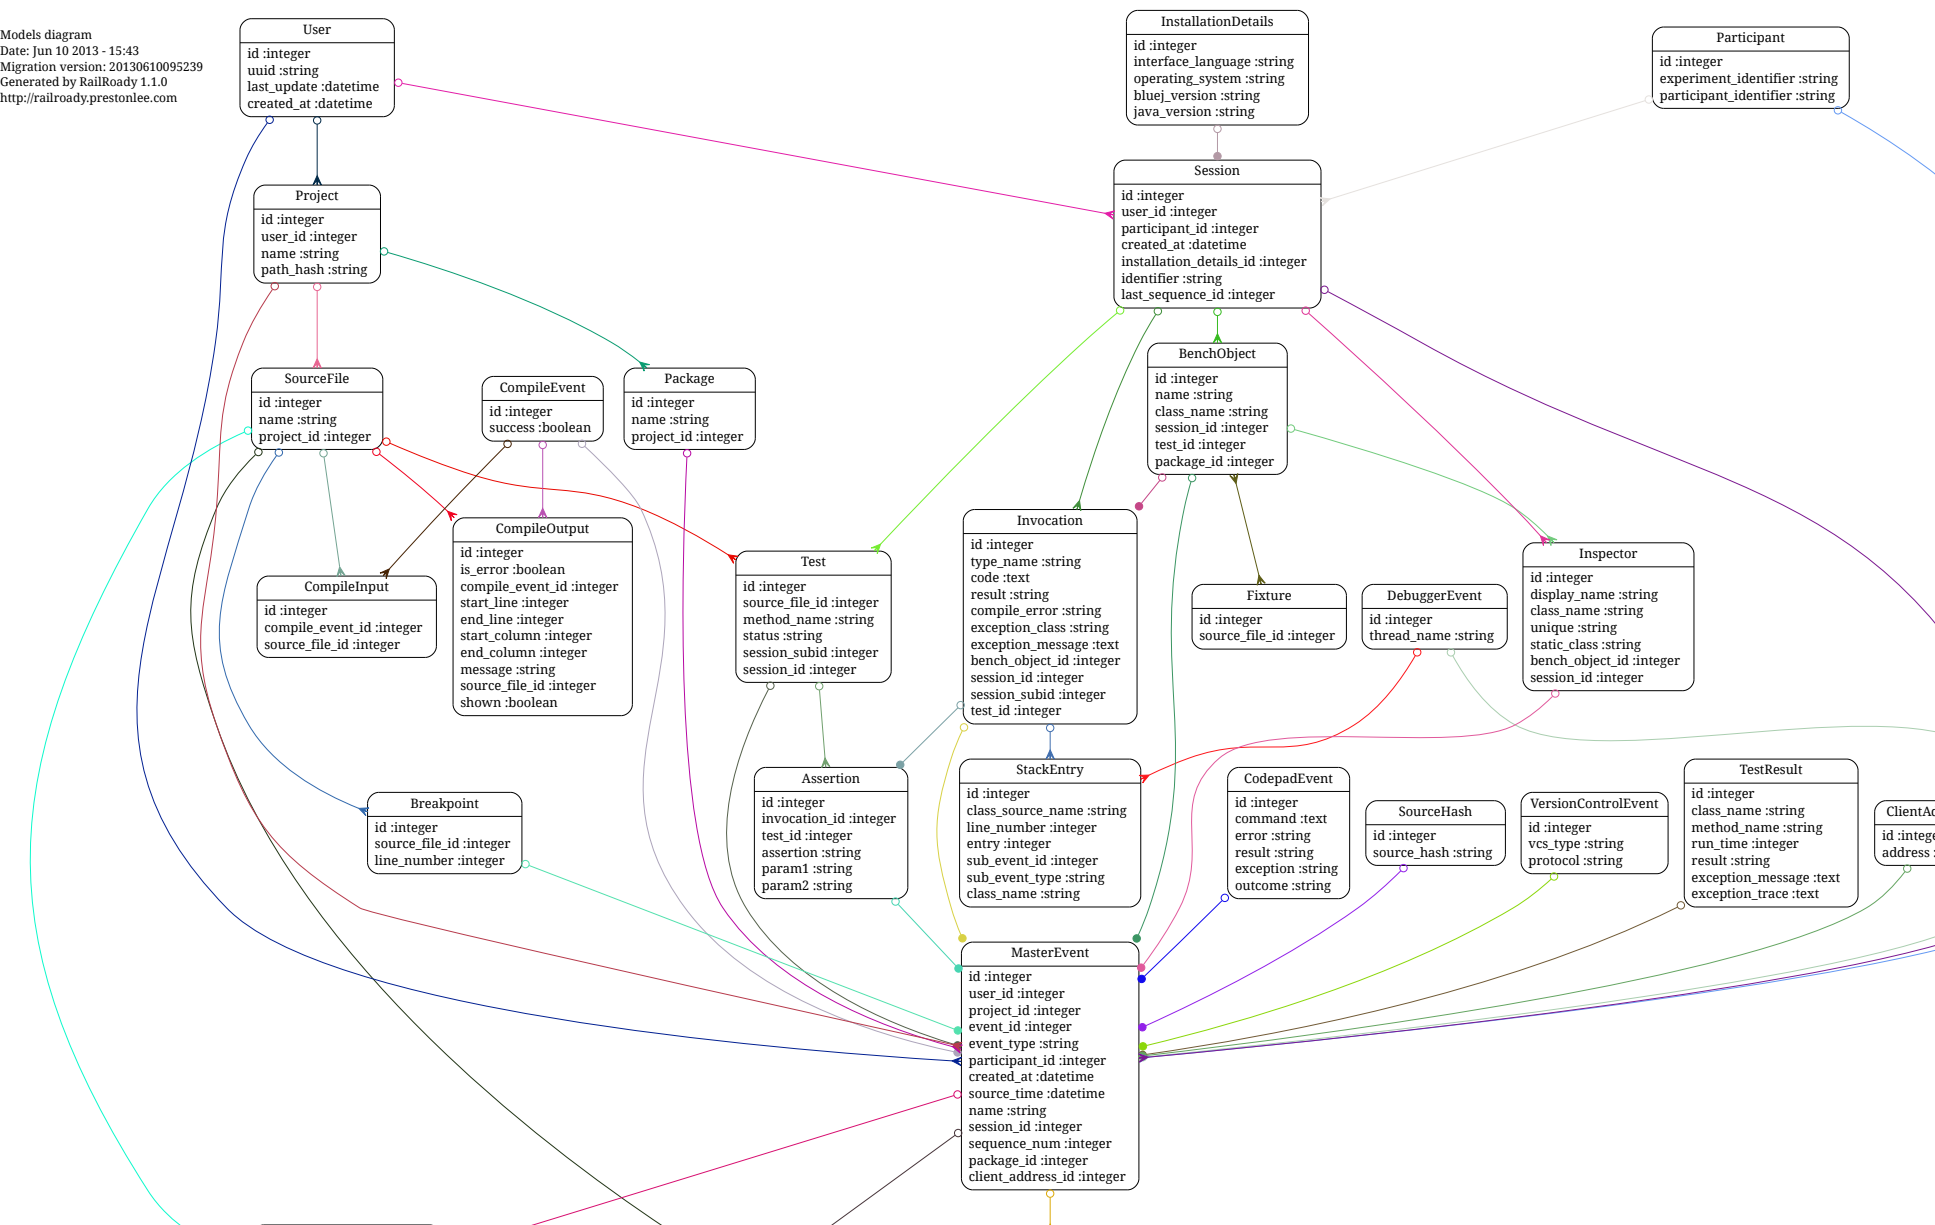 Models diagram
Date: Jun 10 2013 - 15:43
Migration version: 20130610095239
Generated by RailRoady 1.1.0
http://railroady.prestonlee.com
User
id :integer
uuid :string
last_update :datetime
created_at :datetime
InstallationDetails
id :integer
interface_language :string
operating_system :string
bluej_version :string
java_version :string
Participant
id :integer
experiment_identifier :string
participant_identifier :string
Session
id :integer
user_id :integer
participant_id :integer
created_at :datetime
installation_details_id :integer
identifier :string
last_sequence_id :integer
Project
id :integer
user_id :integer
name :string
path_hash :string
SourceFile
id :integer
name :string
project_id :integer
CompileEvent
id :integer
success :boolean
Package
id :integer
name :string
project_id :integer
BenchObject
id :integer
name :string
class_name :string
session_id :integer
test_id :integer
package_id :integer
CompileInput
id :integer
compile_event_id :integer
source_file_id :integer
CompileOutput
id :integer
is_error :boolean
compile_event_id :integer
start_line :integer
end_line :integer
start_column :integer
end_column :integer
message :string
source_file_id :integer
shown :boolean
Test
id :integer
source_file_id :integer
method_name :string
status :string
session_subid :integer
session_id :integer
Invocation
id :integer
type_name :string
code :text
result :string
compile_error :string
exception_class :string
exception_message :text
bench_object_id :integer
session_id :integer
session_subid :integer
test_id :integer
Fixture
id :integer
source_file_id :integer
DebuggerEvent
id :integer
thread_name :string
Inspector
id :integer
display_name :string
class_name :string
unique :string
static_class :string
bench_object_id :integer
session_id :integer
Breakpoint
id :integer
source_file_id :integer
line_number :integer
Assertion
id :integer
invocation_id :integer
test_id :integer
assertion :string
param1 :string
param2 :string
StackEntry
id :integer
class_source_name :string
line_number :integer
entry :integer
sub_event_id :integer
sub_event_type :string
class_name :string
CodepadEvent
id :integer
command :text
error :string
result :string
exception :string
outcome :string
SourceHash
id :integer
source_hash :string
VersionControlEvent
id :integer
vcs_type :string
protocol :string
TestResult
id :integer
class_name :string
method_name :string
run_time :integer
result :string
exception_message :text
exception_trace :text
id
address :
MasterEvent
id :integer
user_id :integer
project_id :integer
event_id :integer
event_type :string
participant_id :integer
created_at :datetime
source_time :datetime
name :string
session_id :integer
sequence_num :integer
package_id :integer
client_address_id :integer